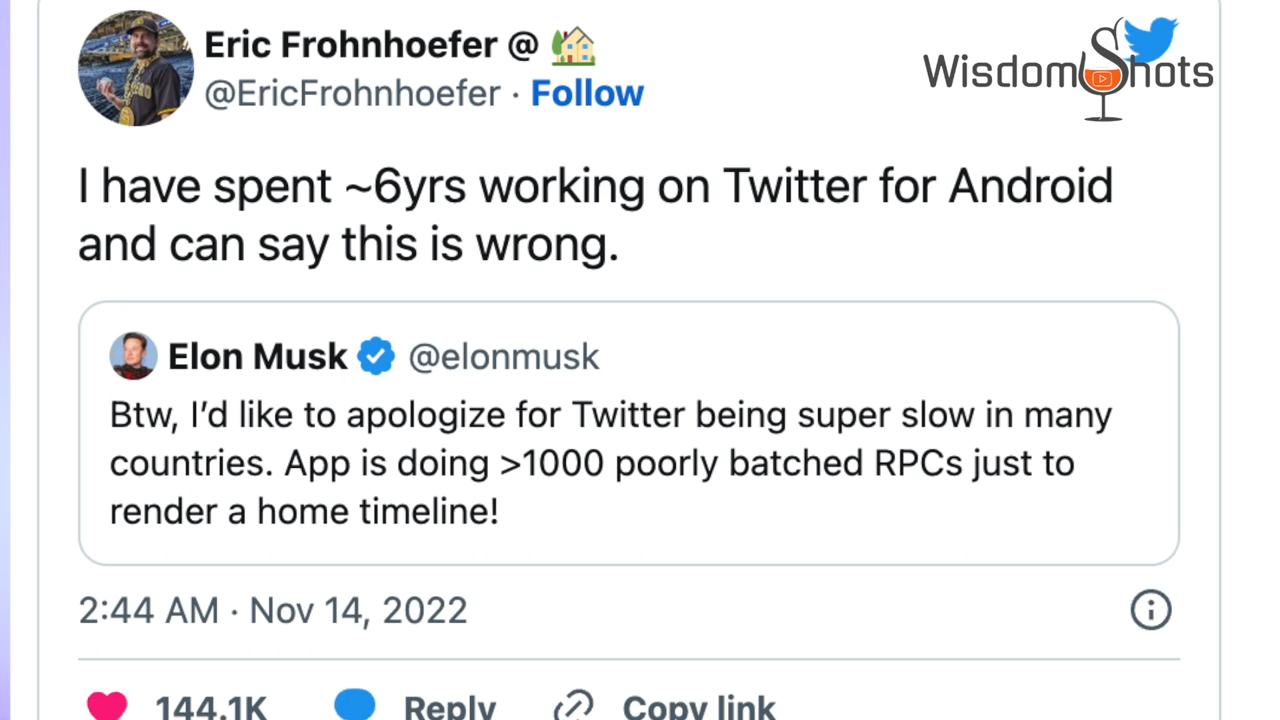 Eric Frohnhoefer @
@EricFrohnhoefer · Follow
WisdomShots
I have spent ~6yrs working on Twitter for Android
and can say this is wrong.
Elon Musk @elonmusk
Btw, I’d like to apologize for Twitter being super slow in many
countries. App is doing >1000 poorly batched RPCs just to
render a home timeline!
2:44 AM · Nov 14, 2022
144.1K Reply Copy link